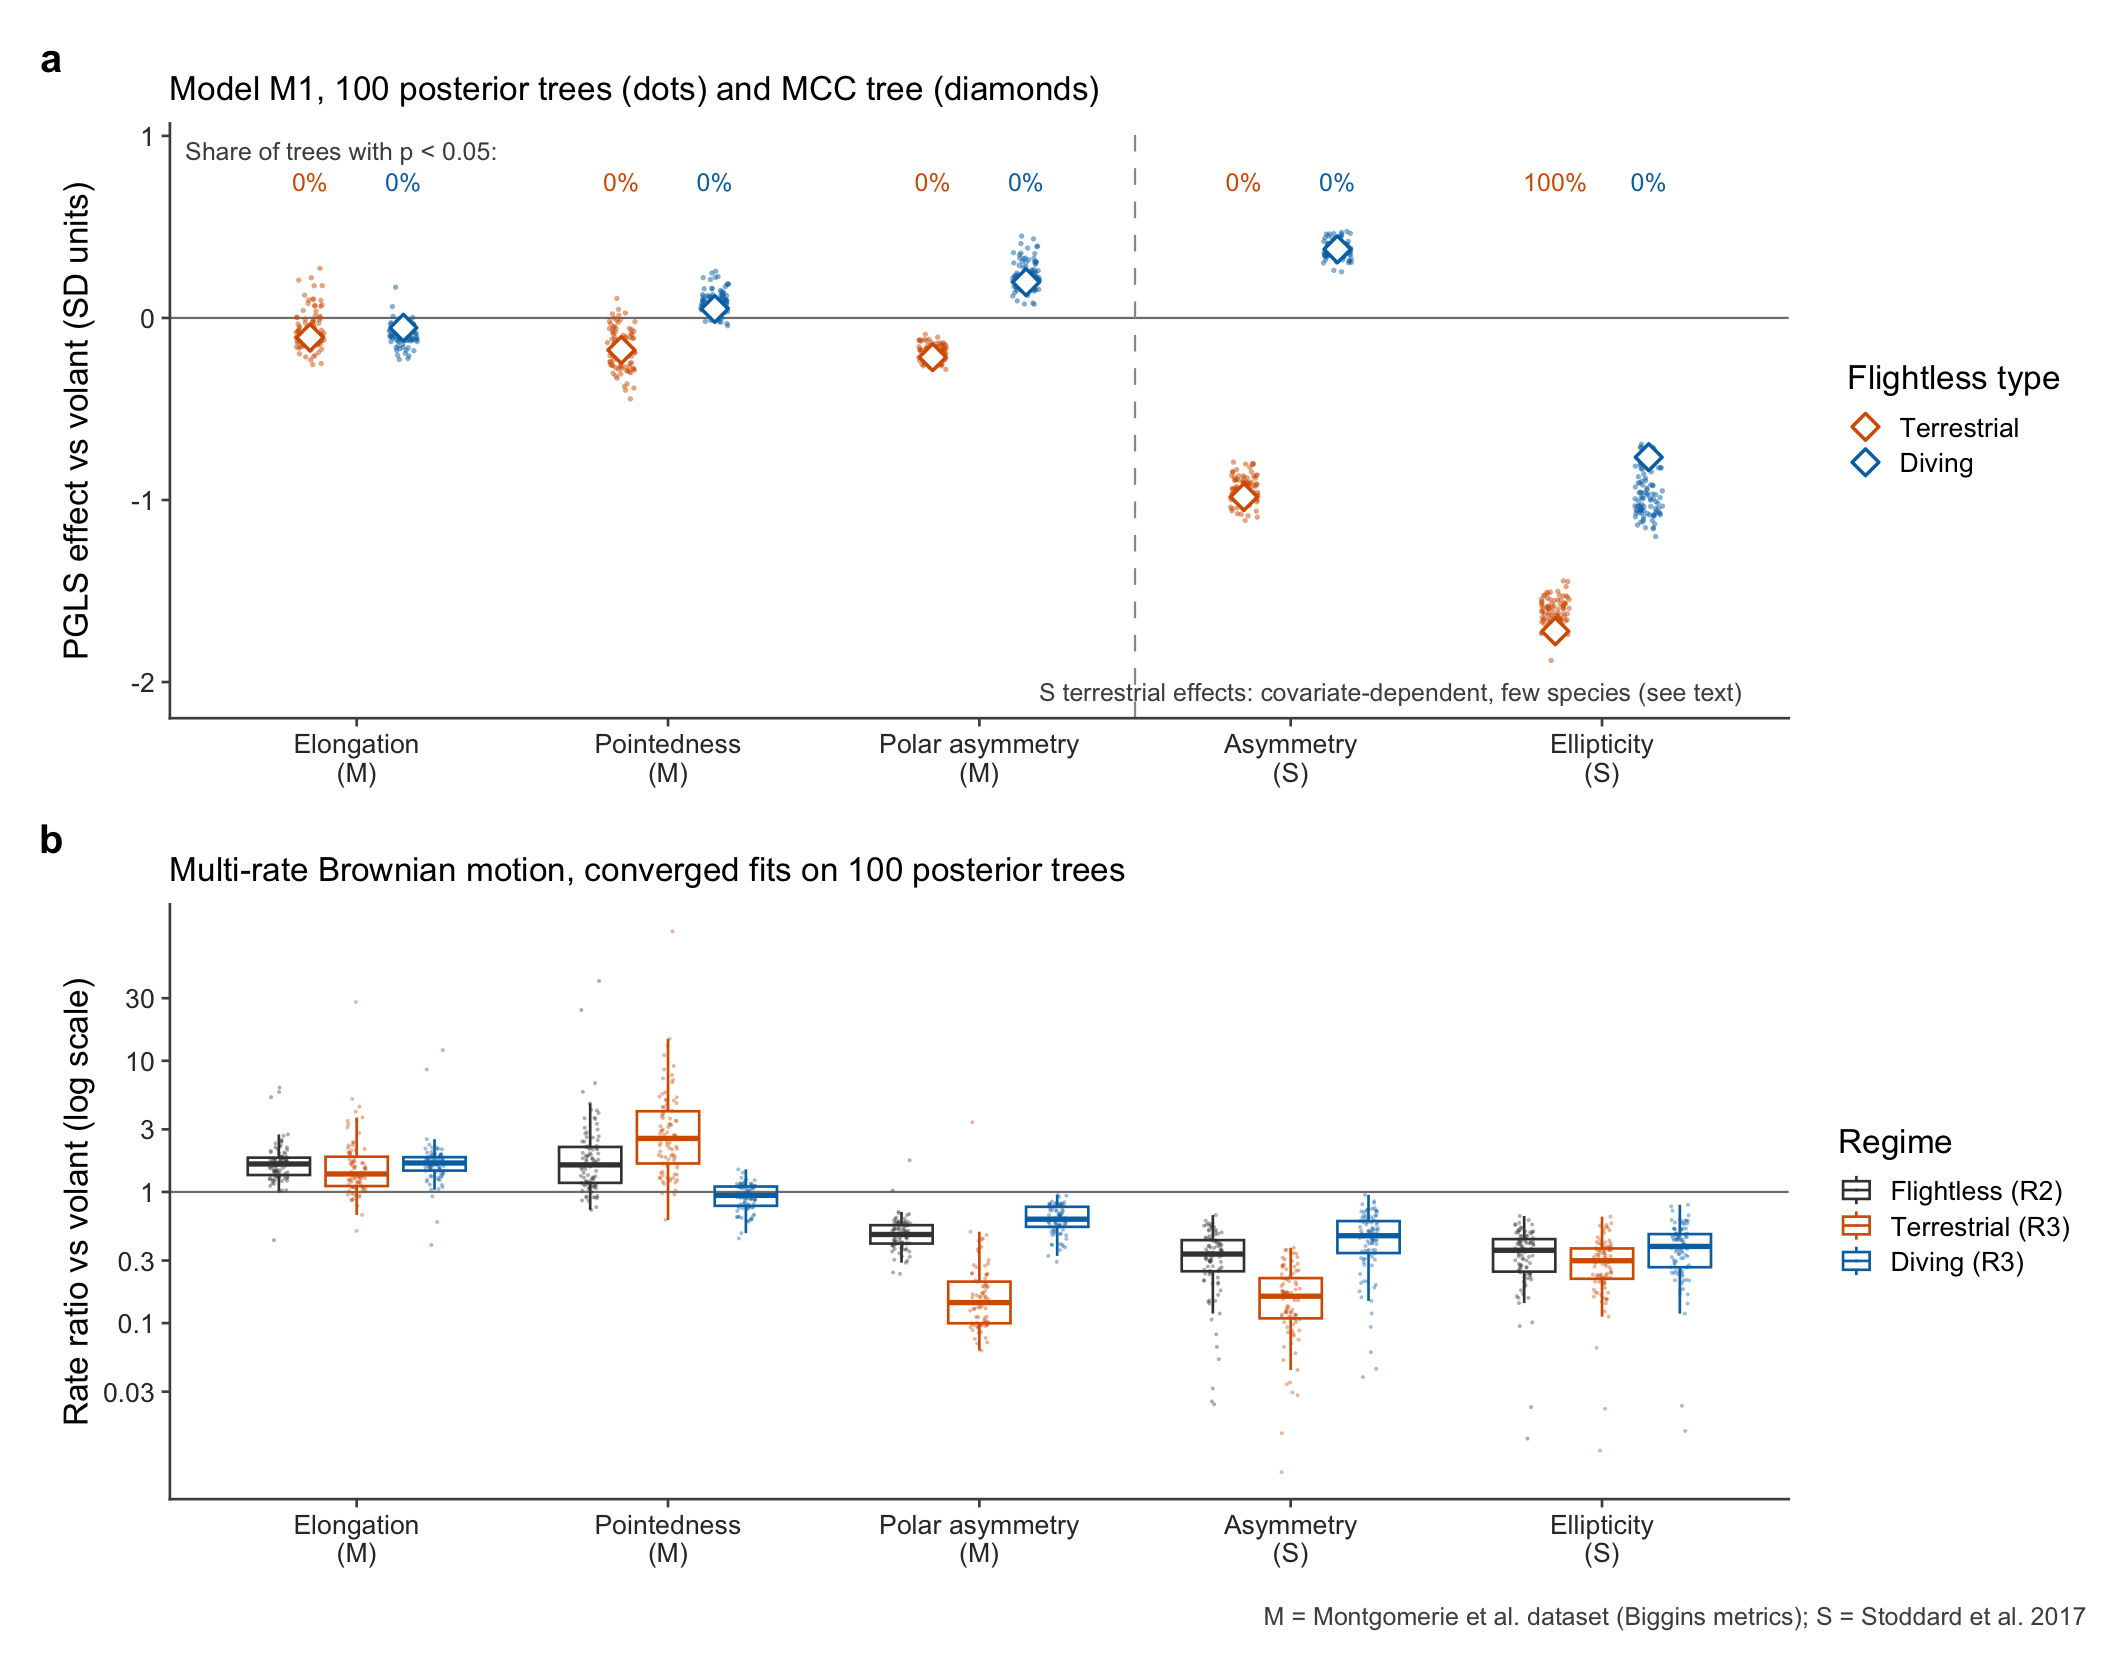 a
Model M1, 100 posterior trees (dots) and MCC tree (diamonds)
PGLS effect vs volant (SD units)
1
0
-1
-2
Share of trees with p < 0.05:
0% 0% 0% 0% 0% 0% 0% 0% 100% 0%
S terrestrial effects: covariate-dependent, few species (see text)
Elongation
(M)
Pointedness
(M)
Polar asymmetry
(M)
Asymmetry
(S)
Ellipticity
(S)
Flightless type
Terrestrial
Diving
b
Multi-rate Brownian motion, converged fits on 100 posterior trees
Rate ratio vs volant (log scale)
30
10
3
1
0.3
0.1
0.03
Elongation
(M)
Pointedness
(M)
Polar asymmetry
(M)
Asymmetry
(S)
Ellipticity
(S)
Regime
Flightless (R2)
Terrestrial (R3)
Diving (R3)
M = Montgomerie et al. dataset (Biggins metrics); S = Stoddard et al. 2017